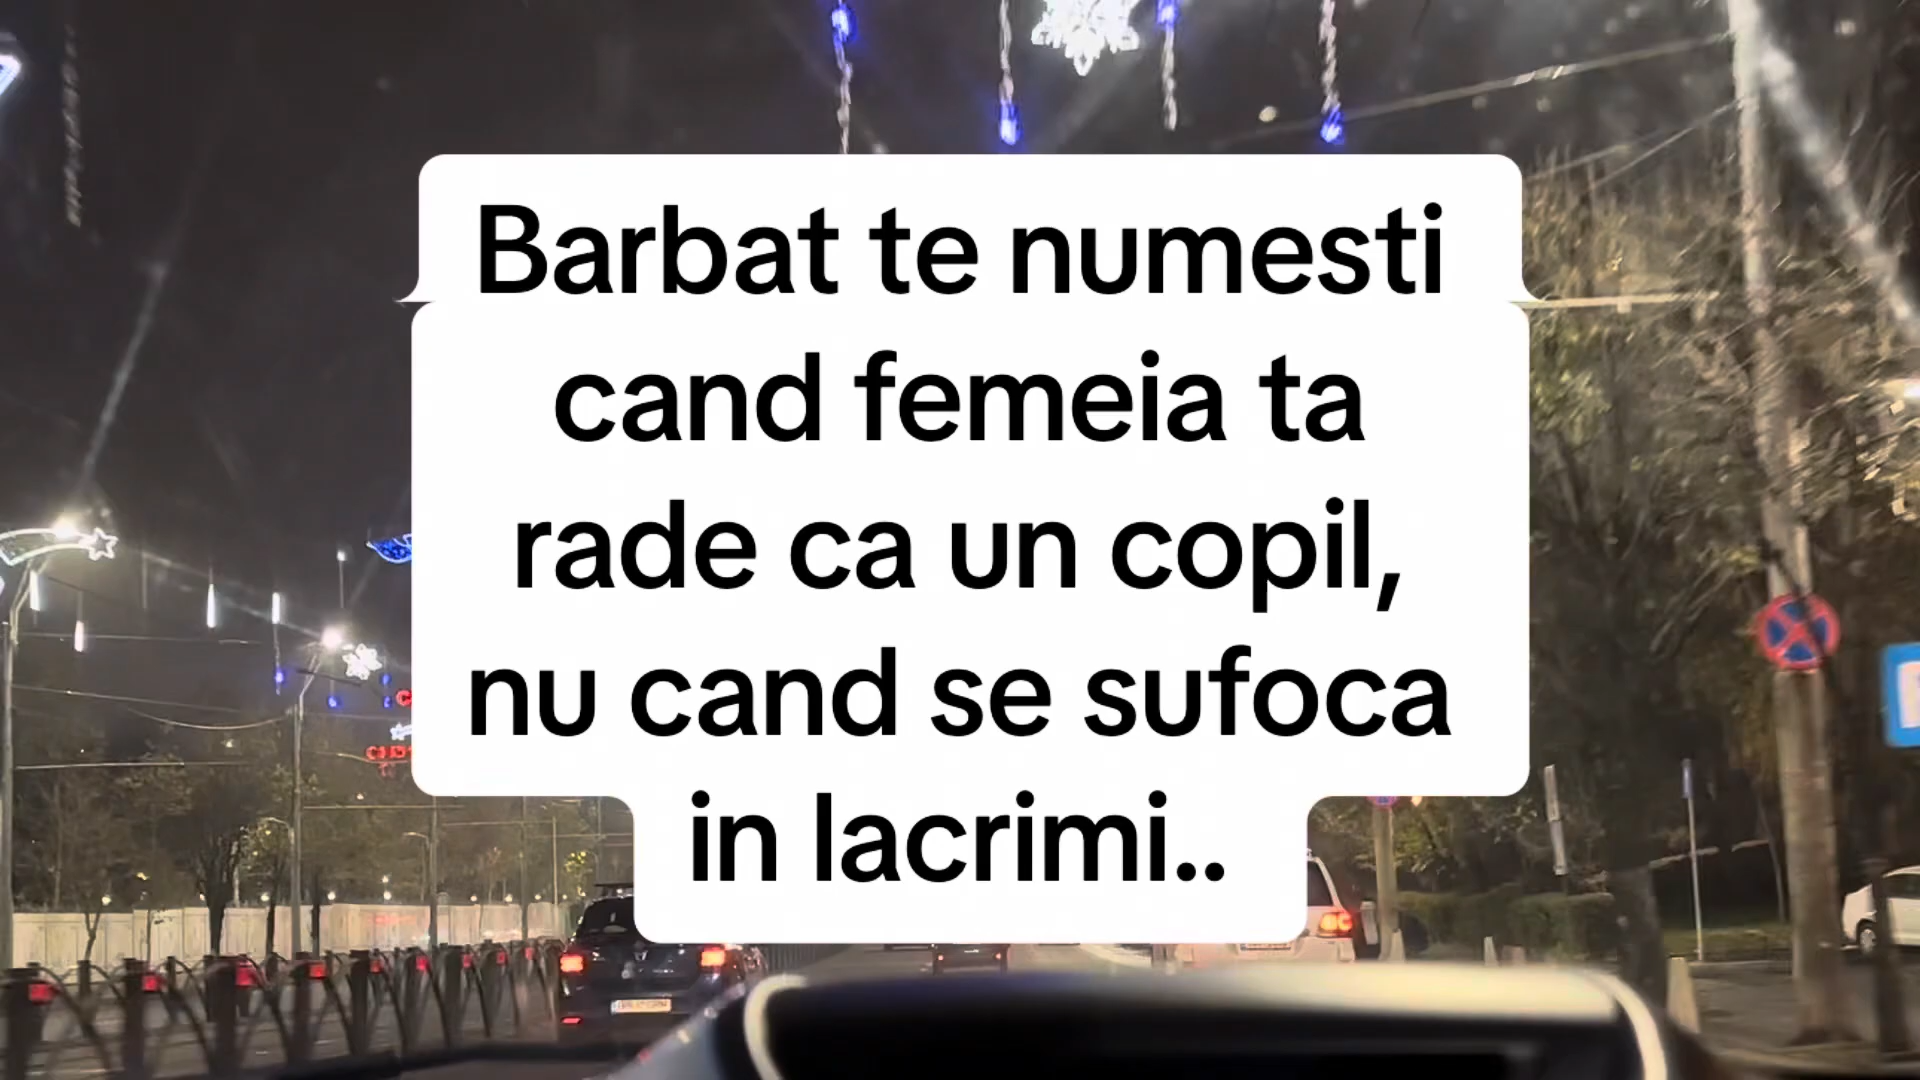 Barbat te numesti
cand femeia ta
rade ca un copil,
nu cand se sufoca
in lacrimi..